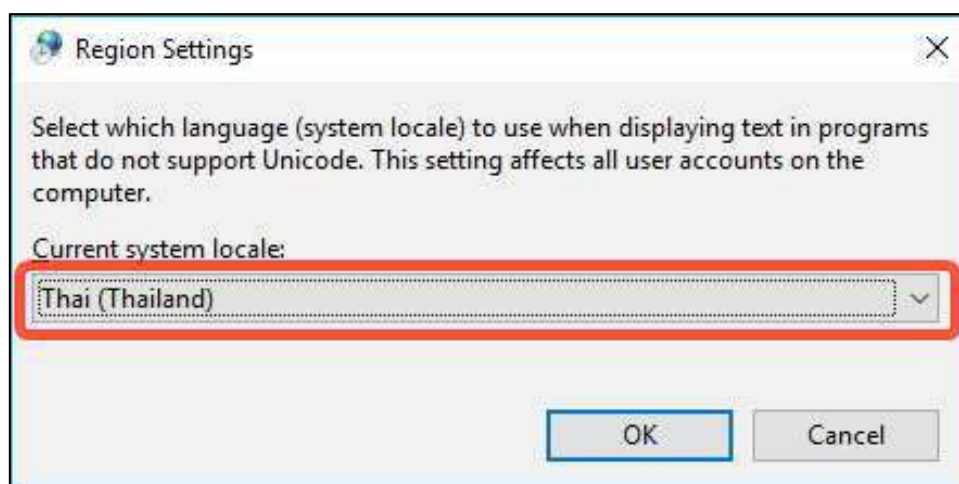 Region Settings
Select which language (system locale) to use when displaying text in programs
that do not support Unicode. This setting affects all user accounts on the
computer.
Current system locale:
Thai (Thailand)
OK
Cancel